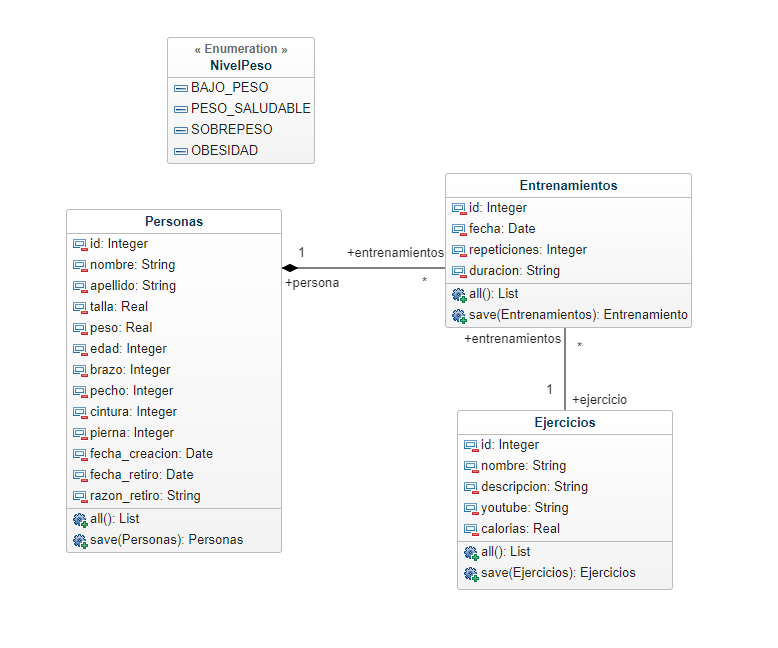 « Enumeration »
NivelPeso
BAJO_PESO
PESO_SALUDABLE
SOBREPESO
OBESIDAD
Personas
id: Integer
nombre: String
apellido: String
talla: Real
peso: Real
edad: Integer
brazo: Integer
pecho: Integer
cintura: Integer
pierna: Integer
fecha_creacion: Date
fecha_retiro: Date
razon_retiro: String
all(): List
save(Personas): Personas
1
+persona
+entrenamientos
*
Entrenamientos
id: Integer
fecha: Date
repeticiones: Integer
duracion: String
all(): List
save(Entrenamientos): Entrenamiento
+entrenamientos
*
1
+ejercicio
Ejercicios
id: Integer
nombre: String
descripcion: String
youtube: String
calorias: Real
all(): List
save(Ejercicios): Ejercicios